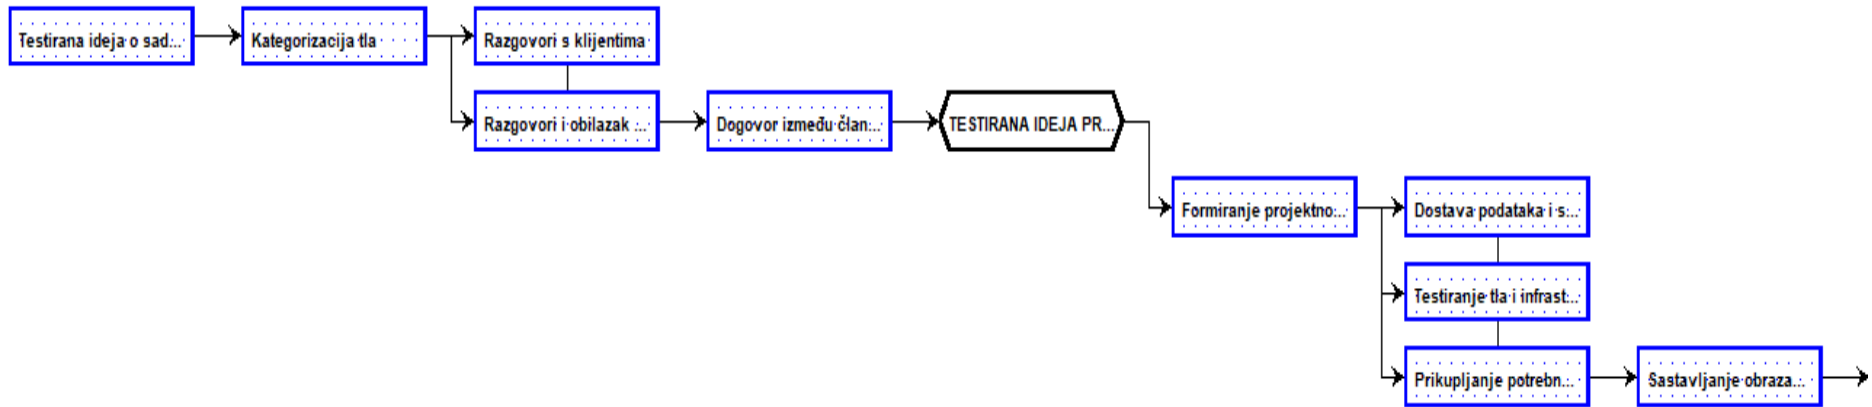 Testirana ideja o sad...
Kategorizacija tla
Razgovori s klijentima
Razgovori i obilazak ...
Dogovor između član...
TESTIRANA IDEJA PR...
Formiranje projektno...
Dostava podataka i s...
Testiranje tla i infrast...
Prikupljanje potrebn...
Sastavljanje obraza...